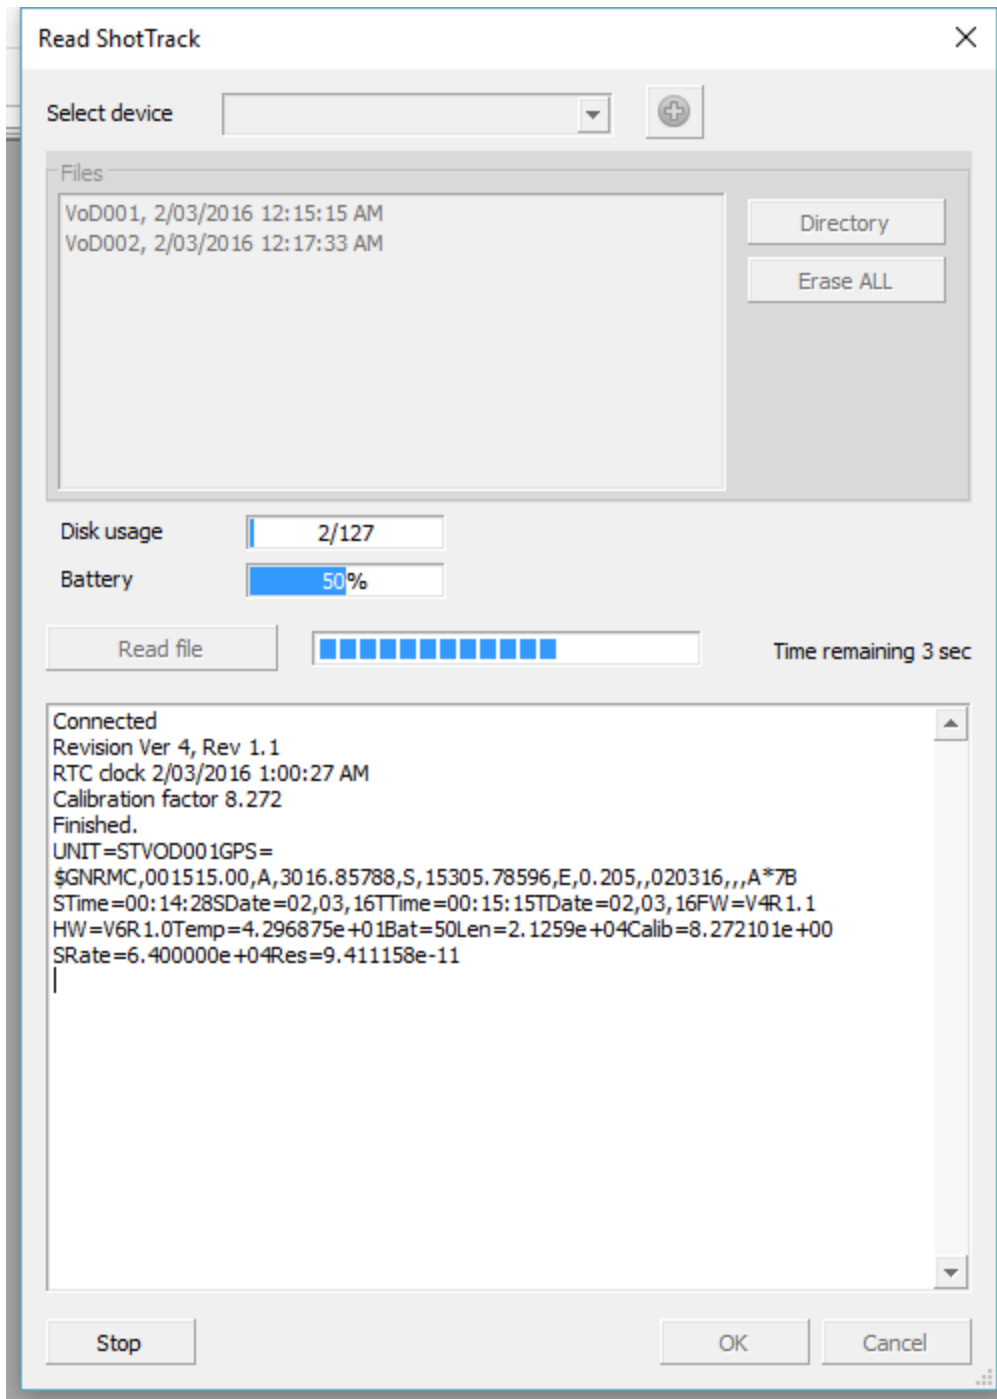 Read ShotTrack
Select device
Files
VoD001, 2/03/2016 12:15:15 AM
VoD002, 2/03/2016 12:17:33 AM
Directory
Erase ALL
Disk usage 2/127
Battery 50%
Read file Time remaining 3 sec
Connected
Revision Ver 4, Rev 1.1
RTC clock 2/03/2016 1:00:27 AM
Calibration factor 8.272
Finished.
UNIT=STVOD001GPS=
$GNRMC,001515.00,A,3016.85788,S,15305.78596,E,0.205,,020316,,,A*7B
STime=00:14:28SDate=02,03,16TTime=00:15:15TDate=02,03,16FW=V4R1.1
HW=V6R1.0Temp=4.296875e+01Bat=50Len=2.1259e+04Calib=8.272101e+00
SRate=6.400000e+04Res=9.411158e-11
Stop OK Cancel